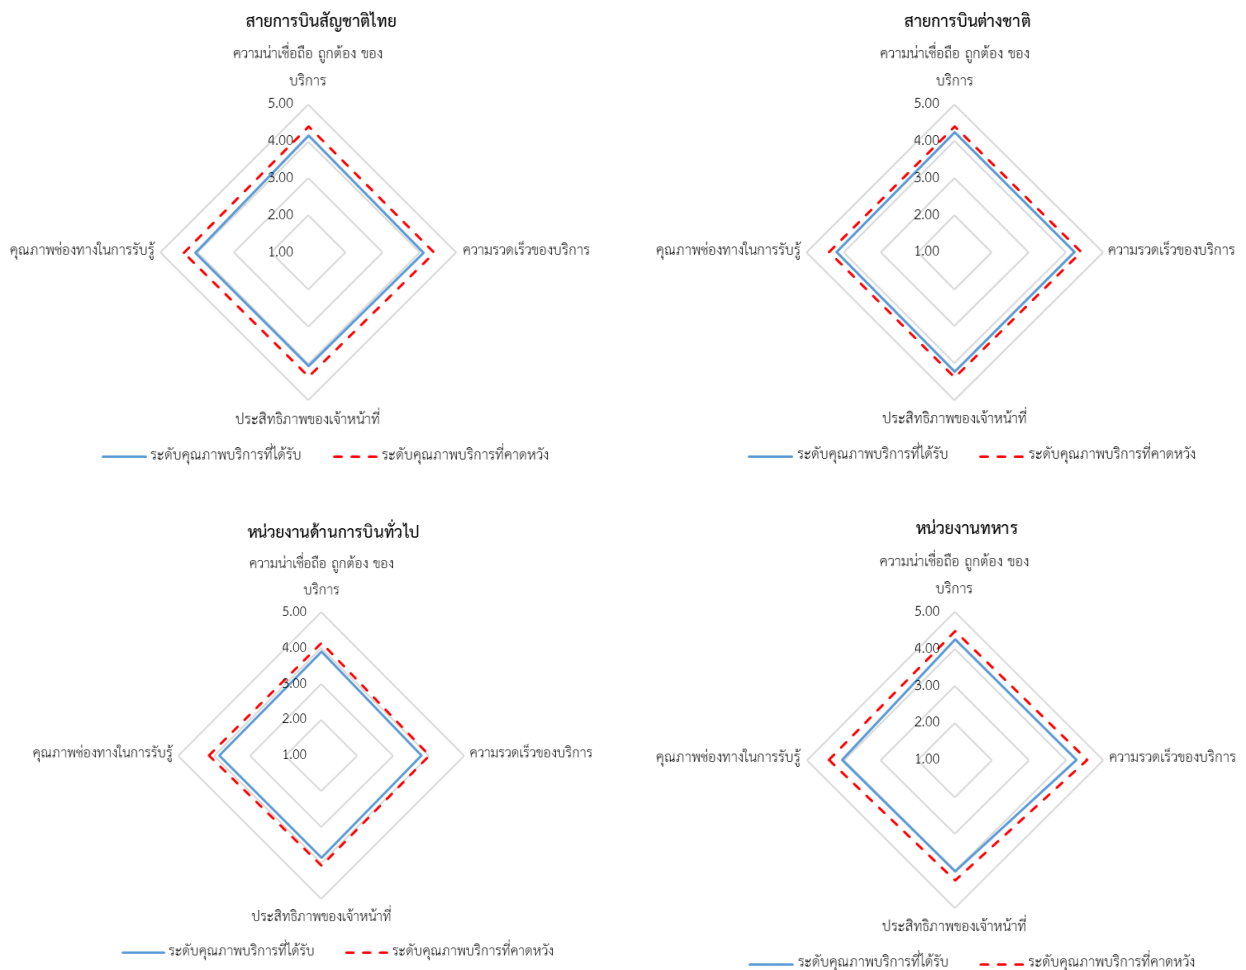 สายการบินสัญชาติไทย
ความน่าเชื่อถือ ถูกต้อง ของ
บริการ
5.00
4.00
3.00
2.00
1.00
คุณภาพช่องทางในการรับรู้
ความรวดเร็วของบริการ
ประสิทธิภาพของเจ้าหน้าที่
ระดับคุณภาพบริการที่ได้รับ
ระดับคุณภาพบริการที่คาดหวัง
สายการบินต่างชาติ
ความน่าเชื่อถือ ถูกต้อง ของ
บริการ
5.00
4.00
3.00
2.00
1.00
คุณภาพช่องทางในการรับรู้
ความรวดเร็วของบริการ
ประสิทธิภาพของเจ้าหน้าที่
ระดับคุณภาพบริการที่ได้รับ
ระดับคุณภาพบริการที่คาดหวัง
หน่วยงานด้านการบินทั่วไป
ความน่าเชื่อถือ ถูกต้อง ของ
บริการ
5.00
4.00
3.00
2.00
1.00
คุณภาพช่องทางในการรับรู้
ความรวดเร็วของบริการ
ประสิทธิภาพของเจ้าหน้าที่
ระดับคุณภาพบริการที่ได้รับ
ระดับคุณภาพบริการที่คาดหวัง
หน่วยงานทหาร
ความน่าเชื่อถือ ถูกต้อง ของ
บริการ
5.00
4.00
3.00
2.00
1.00
คุณภาพช่องทางในการรับรู้
ความรวดเร็วของบริการ
ประสิทธิภาพของเจ้าหน้าที่
ระดับคุณภาพบริการที่ได้รับ
ระดับคุณภาพบริการที่คาดหวัง